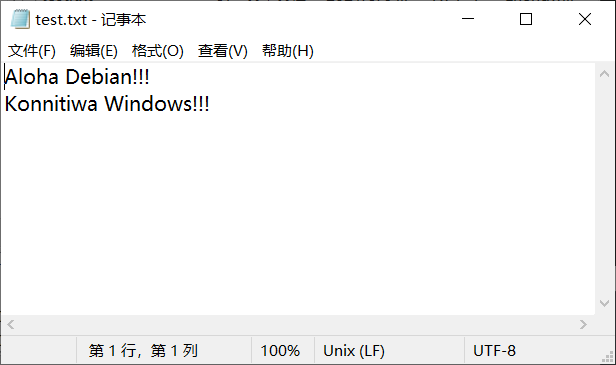 test.txt - 记事本
文件(F) 编辑(E) 格式(O) 查看(V) 帮助(H)
Aloha Debian!!!
Konnitiwa Windows!!!
第 1 行，第 1 列 100% Unix (LF) UTF-8